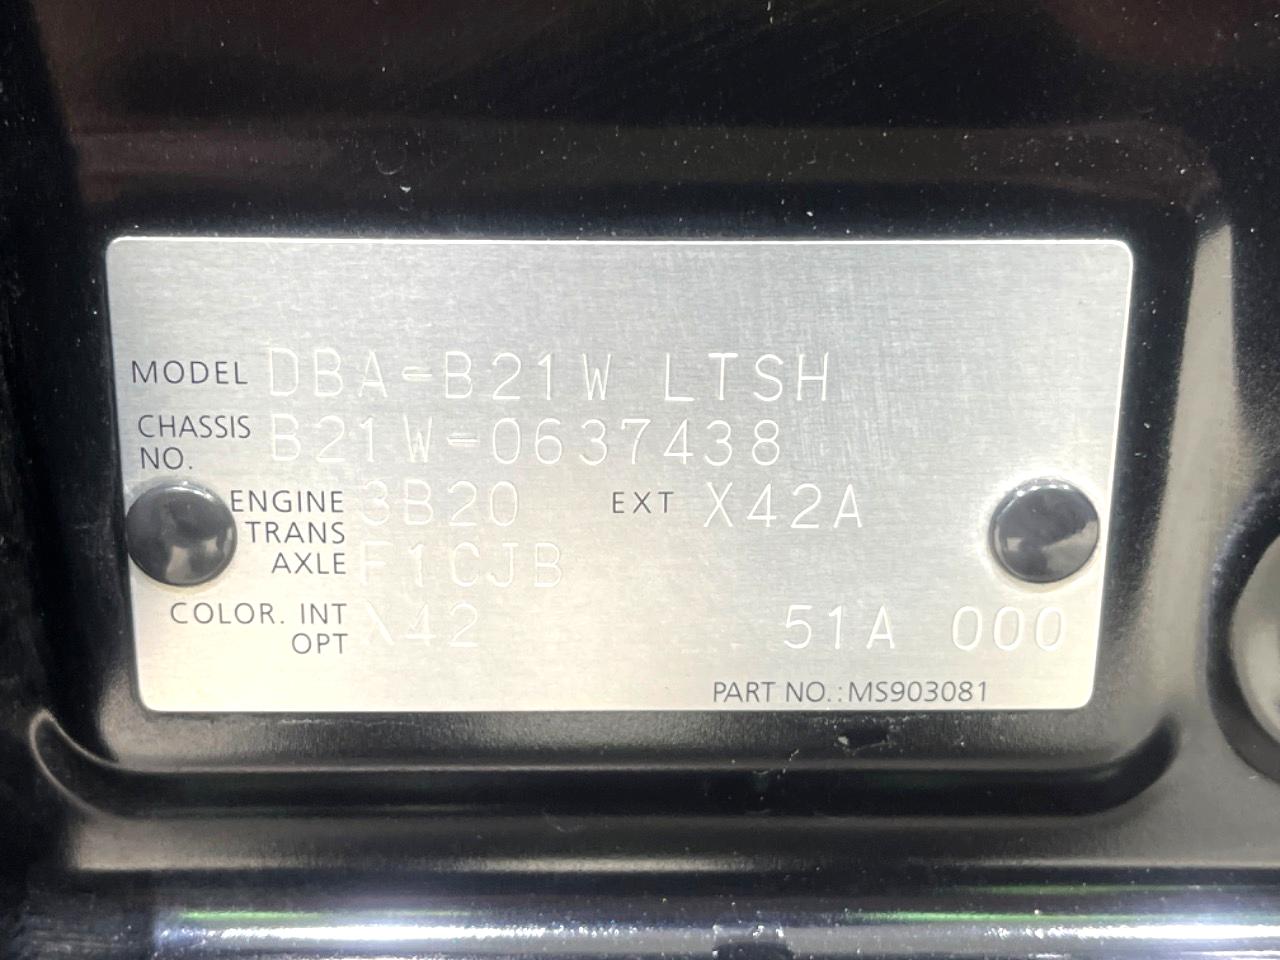 MODEL DBA-B21W LTSH
CHASSIS NO. B21W-0637438
ENGINE 3B20 EXT X42A
TRANS AXLE F1CJB
COLOR. INT OPT X42 51A 000
PART NO.: MS903081